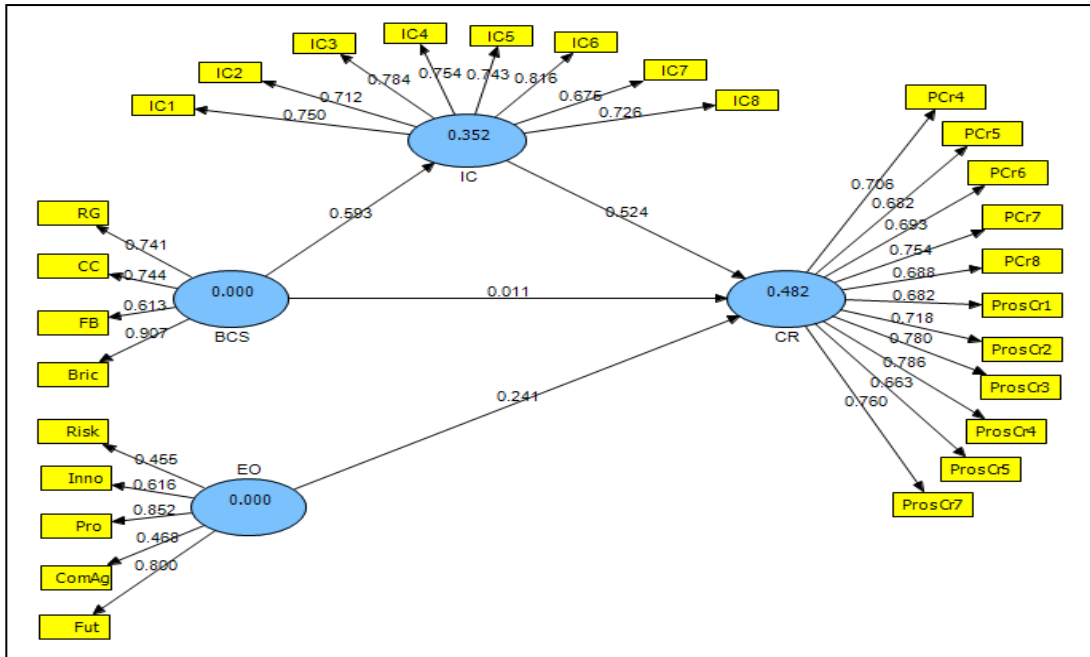 IC1
IC2
IC3
IC4
IC5
IC6
IC7
IC8
0.750
0.712
0.784
0.754
0.743
0.816
0.675
0.726
0.352
IC
0.593
0.524
RG
CC
FB
Bric
0.741
0.744
0.613
0.907
0.000
BCS
0.011
Risk
Inno
Pro
ComAg
Fut
0.455
0.616
0.852
0.468
0.800
EO
0.000
0.241
0.482
CR
0.706
0.682
0.693
0.754
0.688
0.682
0.718
0.780
0.786
0.663
0.760
PCr4
PCr5
PCr6
PCr7
PCr8
ProsCr1
ProsCr2
ProsCr3
ProsCr4
ProsCr5
ProsCr7